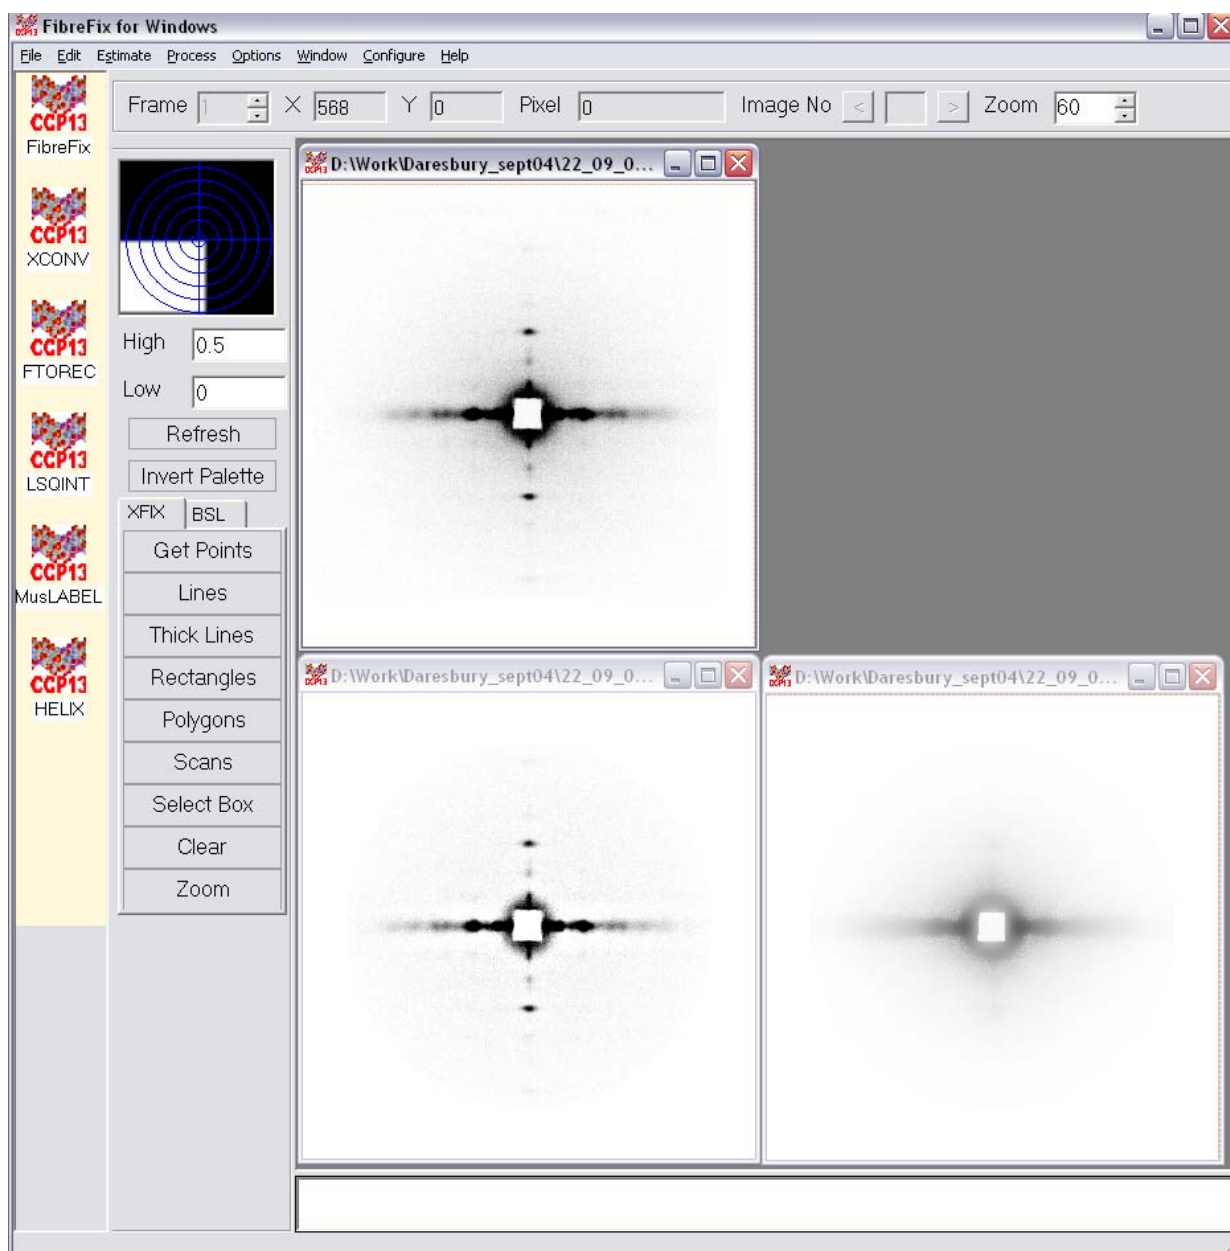 FibreFix for Windows
File Edit Estimate Process Options Window Configure Help
Frame 1 X 568 Y 0 Pixel 0 Image No < > Zoom 60
CCP13
FibreFix
CCP13
XCONV
CCP13
FTOREC
CCP13
LSQINT
CCP13
MusLABEL
CCP13
HELIX
High 0.5
Low 0
Refresh
Invert Palette
XFIX BSL
Get Points
Lines
Thick Lines
Rectangles
Polygons
Scans
Select Box
Clear
Zoom
D:\Work\Daresbury_sept04\22_09_0...
D:\Work\Daresbury_sept04\22_09_0...
D:\Work\Daresbury_sept04\22_09_0...